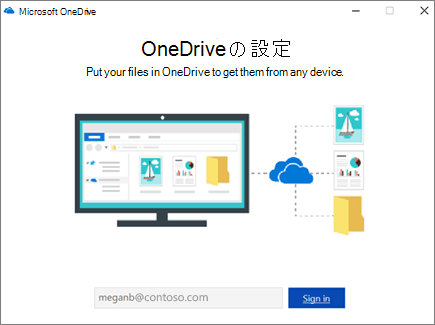 Microsoft OneDrive
OneDriveの設定
Put your files in OneDrive to get them from any device.
meganb@contoso.com
Sign in